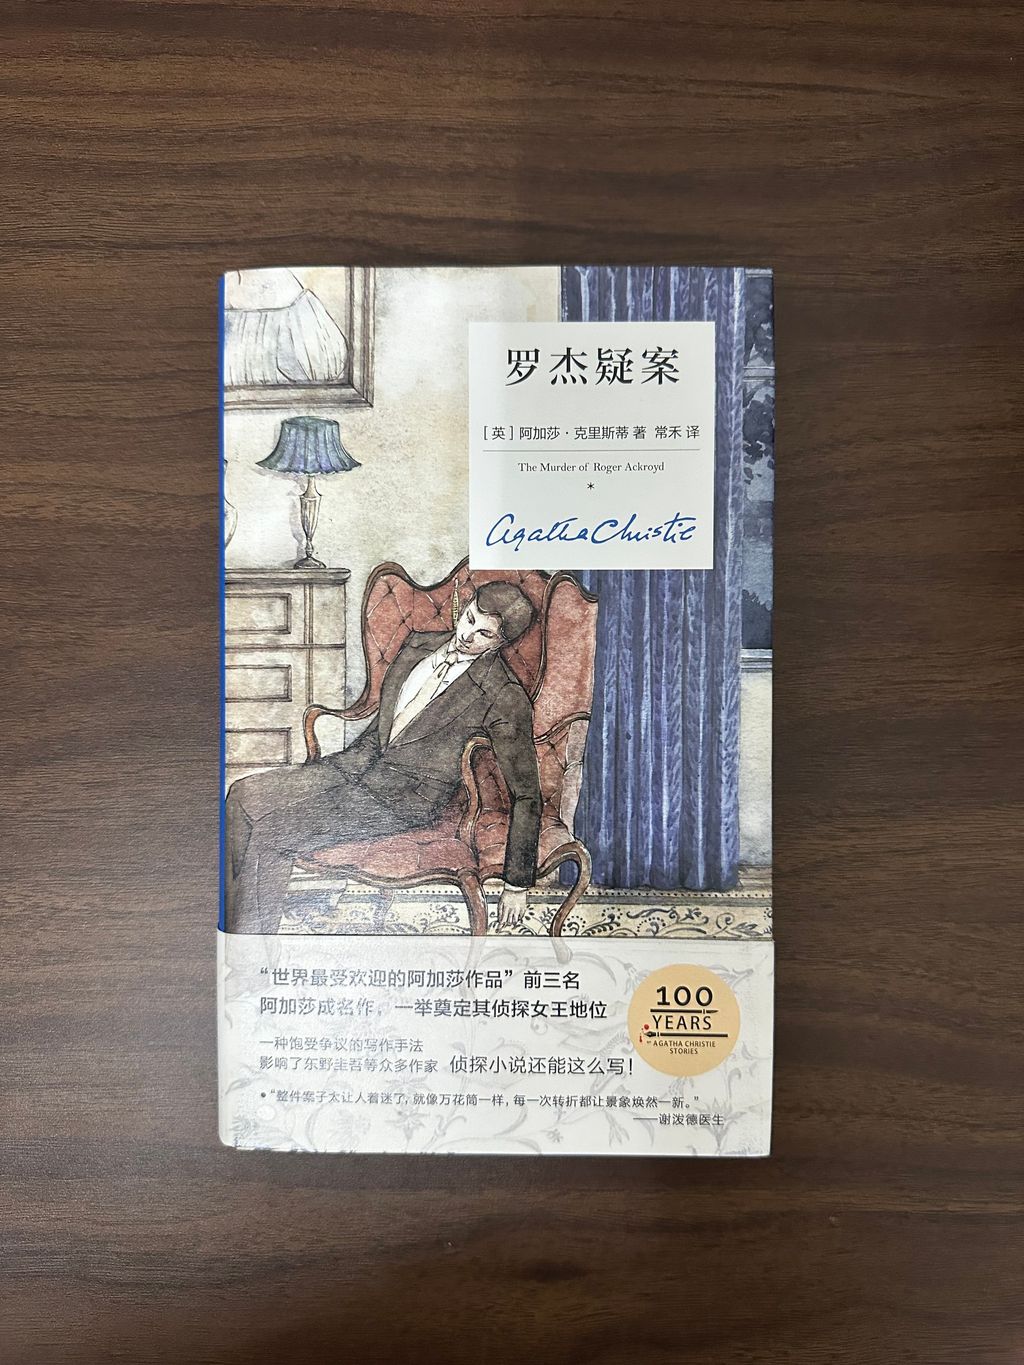 罗杰疑案
[英] 阿加莎·克里斯蒂 著 常禾 译
The Murder of Roger Ackroyd
*
Agatha Christie
“世界最受欢迎的阿加莎作品”前三名
阿加莎成名作，一举奠定其侦探女王地位
一种饱受争议的写作手法
影响了东野圭吾等众多作家 侦探小说还能这么写！
•“整件案子太让人着迷了, 就像万花筒一样，每一次转折都让景象焕然一新。”
——谢泼德医生
100
YEARS
OF AGATHA CHRISTIE
STORIES